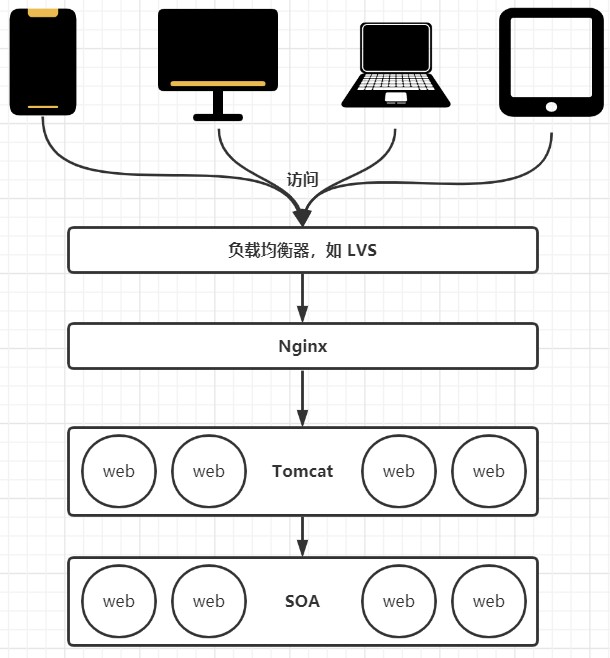 访问
负载均衡器，如 LVS
Nginx
web web Tomcat web web
web web SOA web web